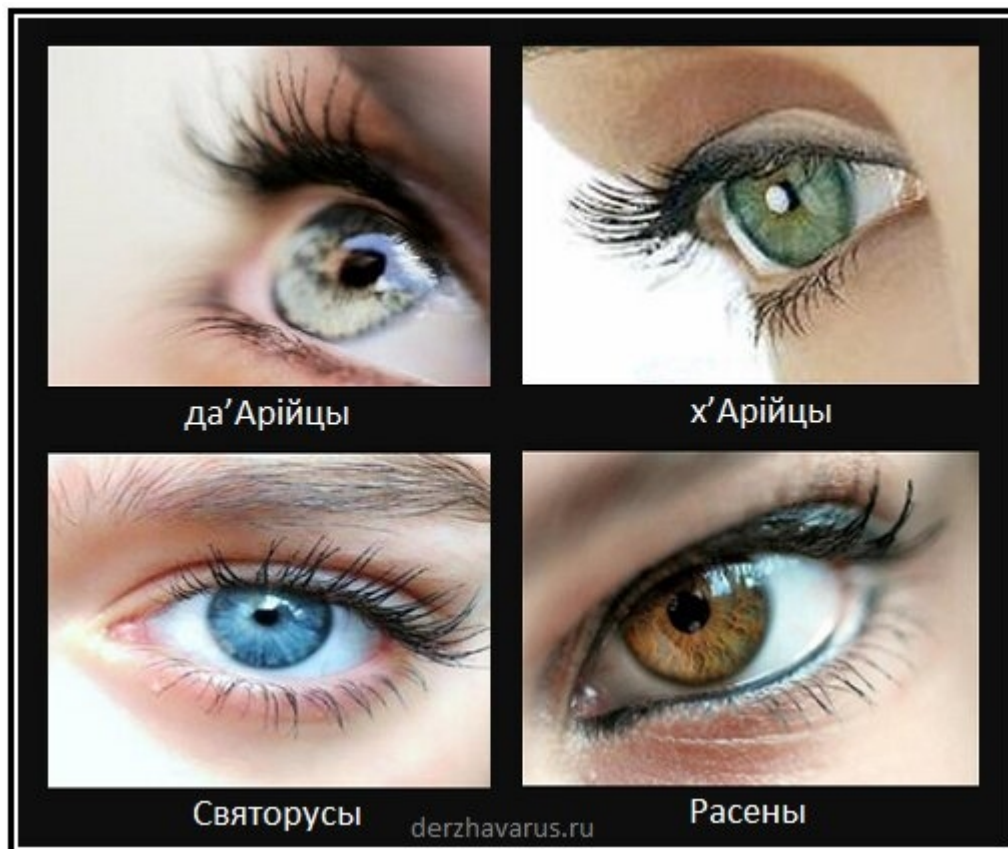 да’Арійцы
х’Арійцы
Святорусы
Расены
derzhavarus.ru